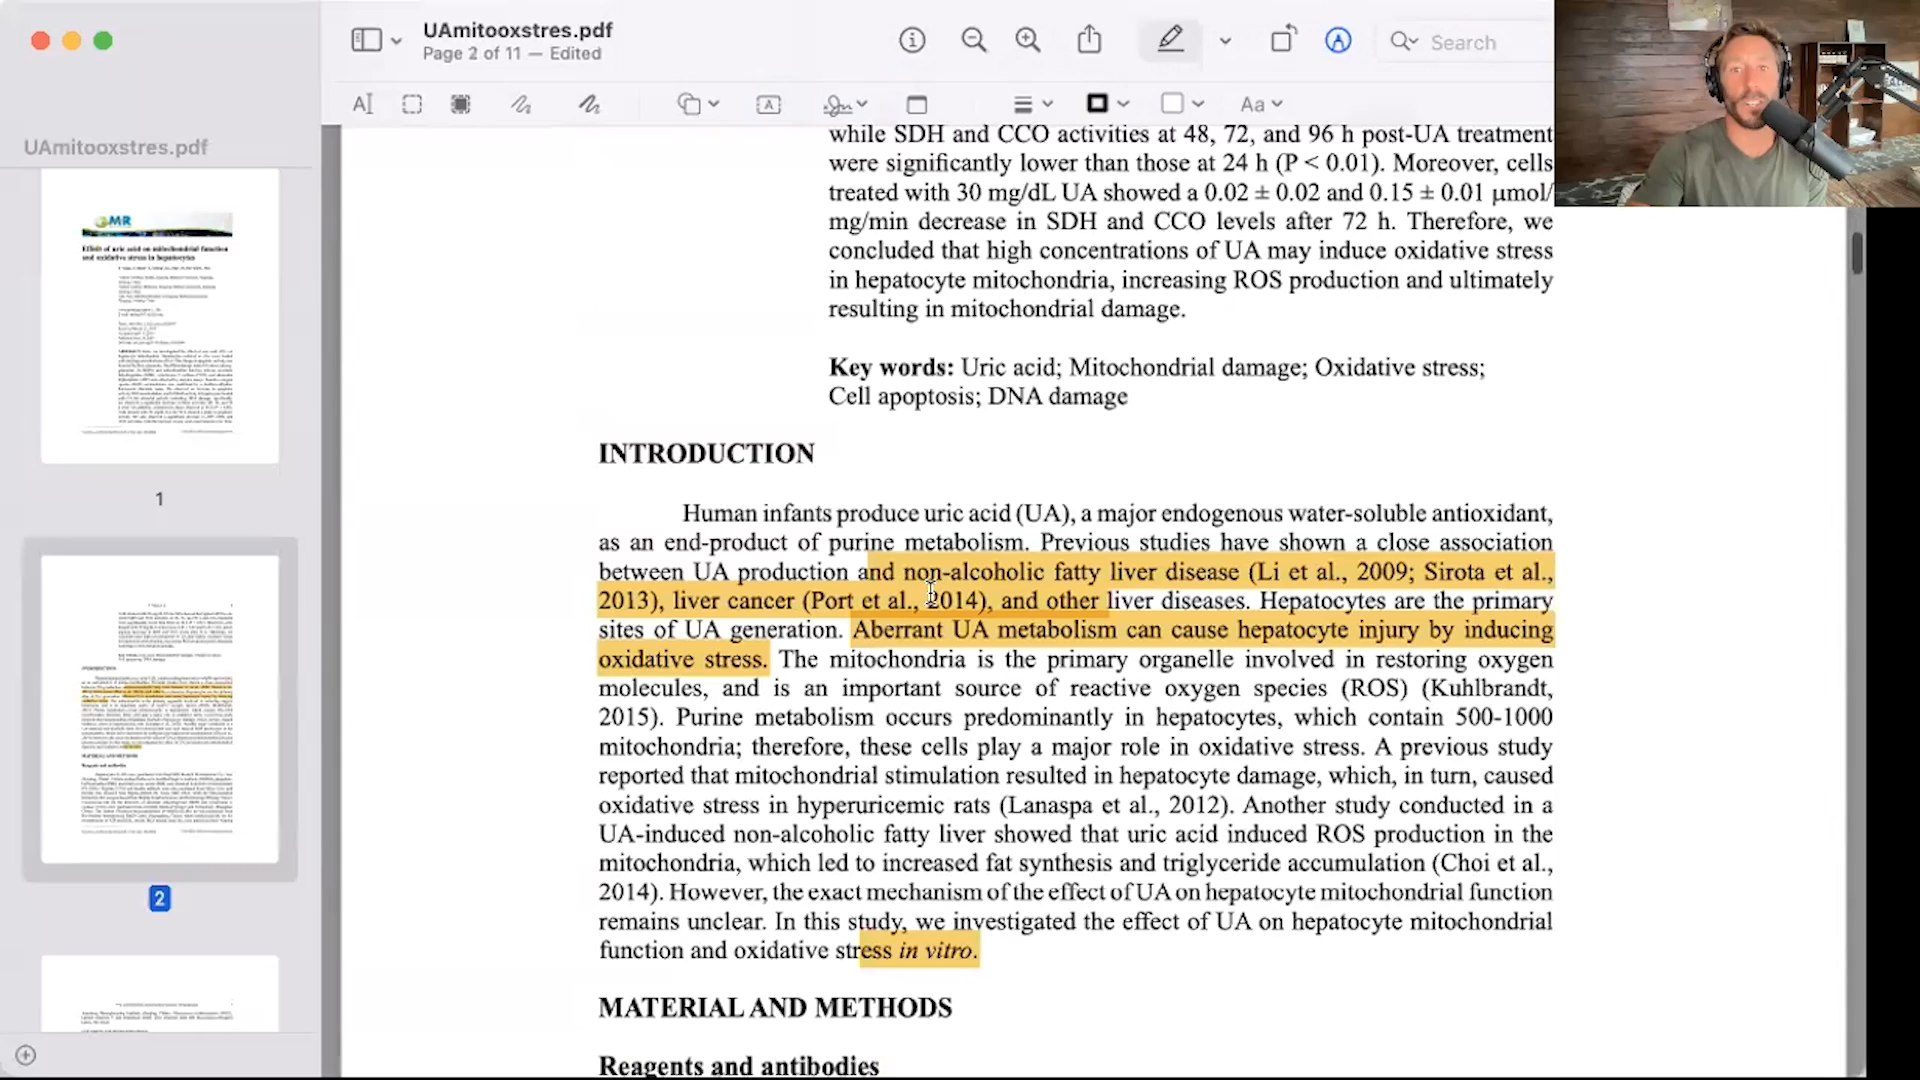 UAmitooxstres.pdf
Page 2 of 11 — Edited
Search
A
Aa
UAmitooxstres.pdf
Effect of uric acid on mitochondrial function
and oxidative stress in hepatocytes
1
2
while SDH and CCO activities at 48, 72, and 96 h post-UA treatment
were significantly lower than those at 24 h (P < 0.01). Moreover, cells
treated with 30 mg/dL UA showed a 0.02 ± 0.02 and 0.15 ± 0.01 μmol/
mg/min decrease in SDH and CCO levels after 72 h. Therefore, we
concluded that high concentrations of UA may induce oxidative stress
in hepatocyte mitochondria, increasing ROS production and ultimately
resulting in mitochondrial damage.
Key words: Uric acid; Mitochondrial damage; Oxidative stress;
Cell apoptosis; DNA damage
INTRODUCTION
Human infants produce uric acid (UA), a major endogenous water-soluble antioxidant,
as an end-product of purine metabolism. Previous studies have shown a close association
between UA production and non-alcoholic fatty liver disease (Li et al., 2009; Sirota et al.,
2013), liver cancer (Port et al., 2014), and other liver diseases. Hepatocytes are the primary
sites of UA generation. Aberrant UA metabolism can cause hepatocyte injury by inducing
oxidative stress. The mitochondria is the primary organelle involved in restoring oxygen
molecules, and is an important source of reactive oxygen species (ROS) (Kuhlbrandt,
2015). Purine metabolism occurs predominantly in hepatocytes, which contain 500-1000
mitochondria; therefore, these cells play a major role in oxidative stress. A previous study
reported that mitochondrial stimulation resulted in hepatocyte damage, which, in turn, caused
oxidative stress in hyperuricemic rats (Lanaspa et al., 2012). Another study conducted in a
UA-induced non-alcoholic fatty liver showed that uric acid induced ROS production in the
mitochondria, which led to increased fat synthesis and triglyceride accumulation (Choi et al.,
2014). However, the exact mechanism of the effect of UA on hepatocyte mitochondrial function
remains unclear. In this study, we investigated the effect of UA on hepatocyte mitochondrial
function and oxidative stress in vitro.
MATERIAL AND METHODS
Reagents and antibodies